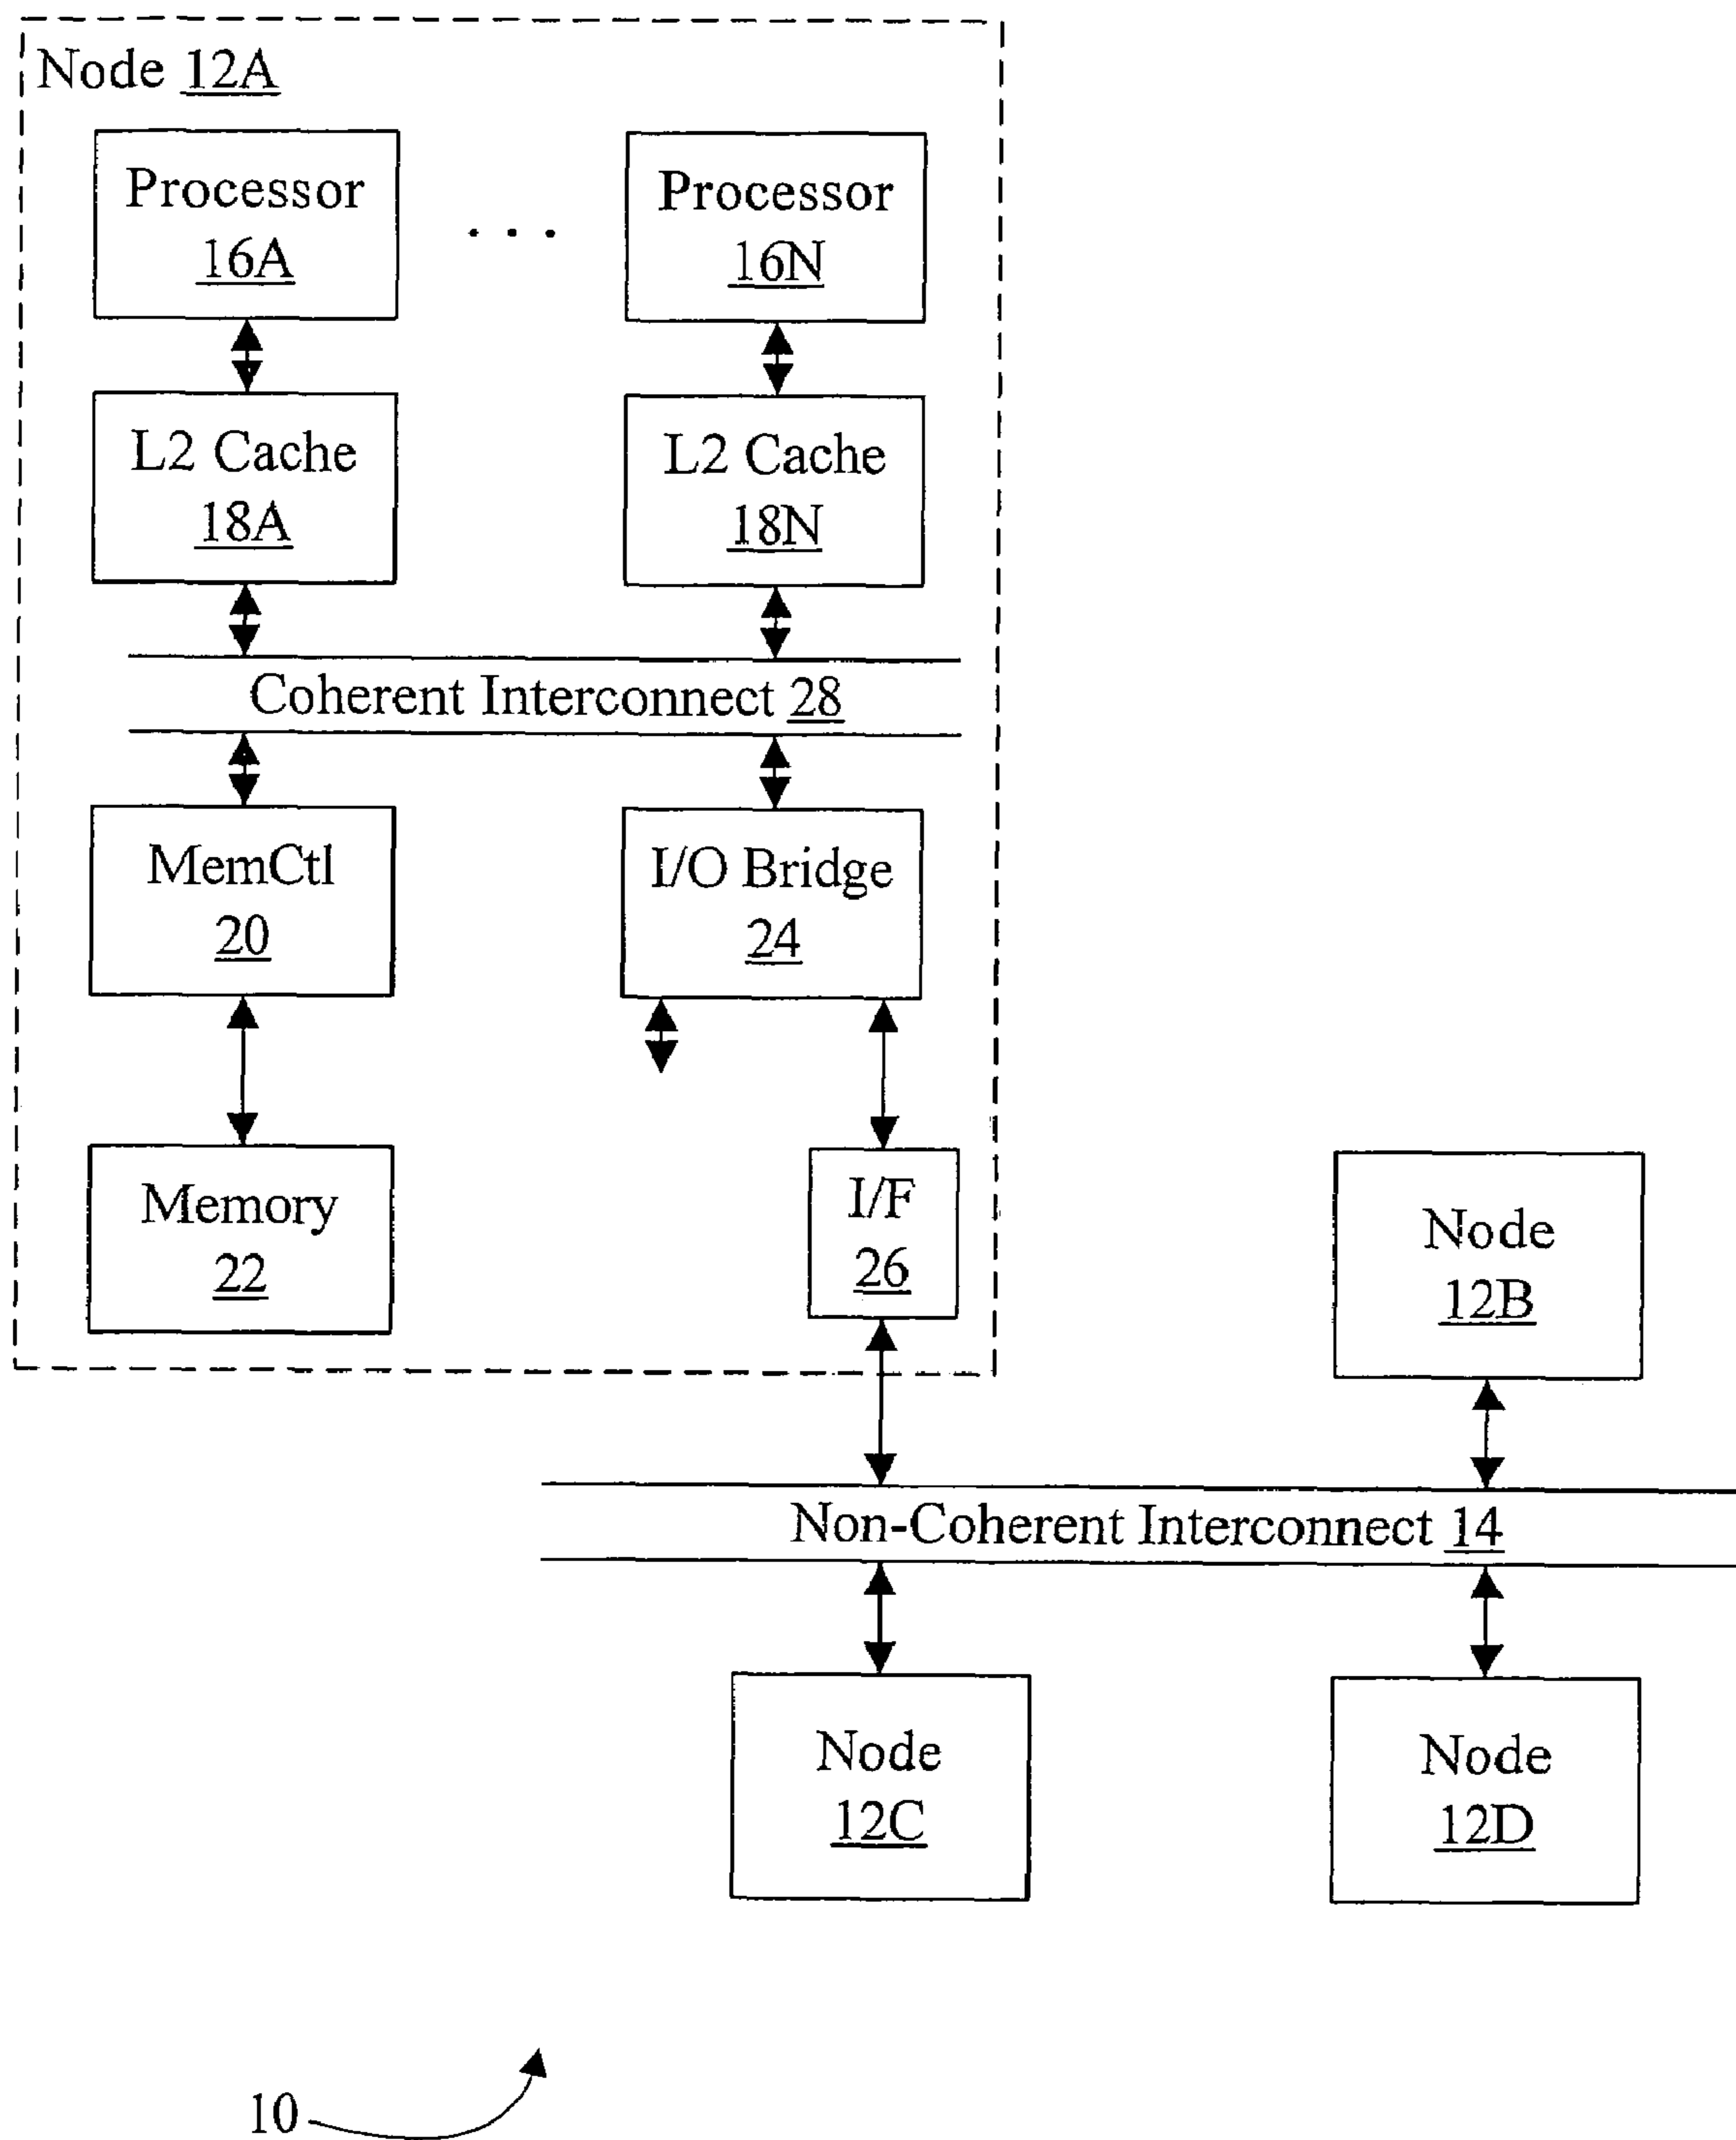 Node 12A
Processor
16A
. . .
Processor
16N
L2 Cache
18A
L2 Cache
18N
Coherent Interconnect 28
MemCtl
20
I/O Bridge
24
Memory
22
I/F
26
Node
12B
Non-Coherent Interconnect 14
Node
12C
Node
12D
10